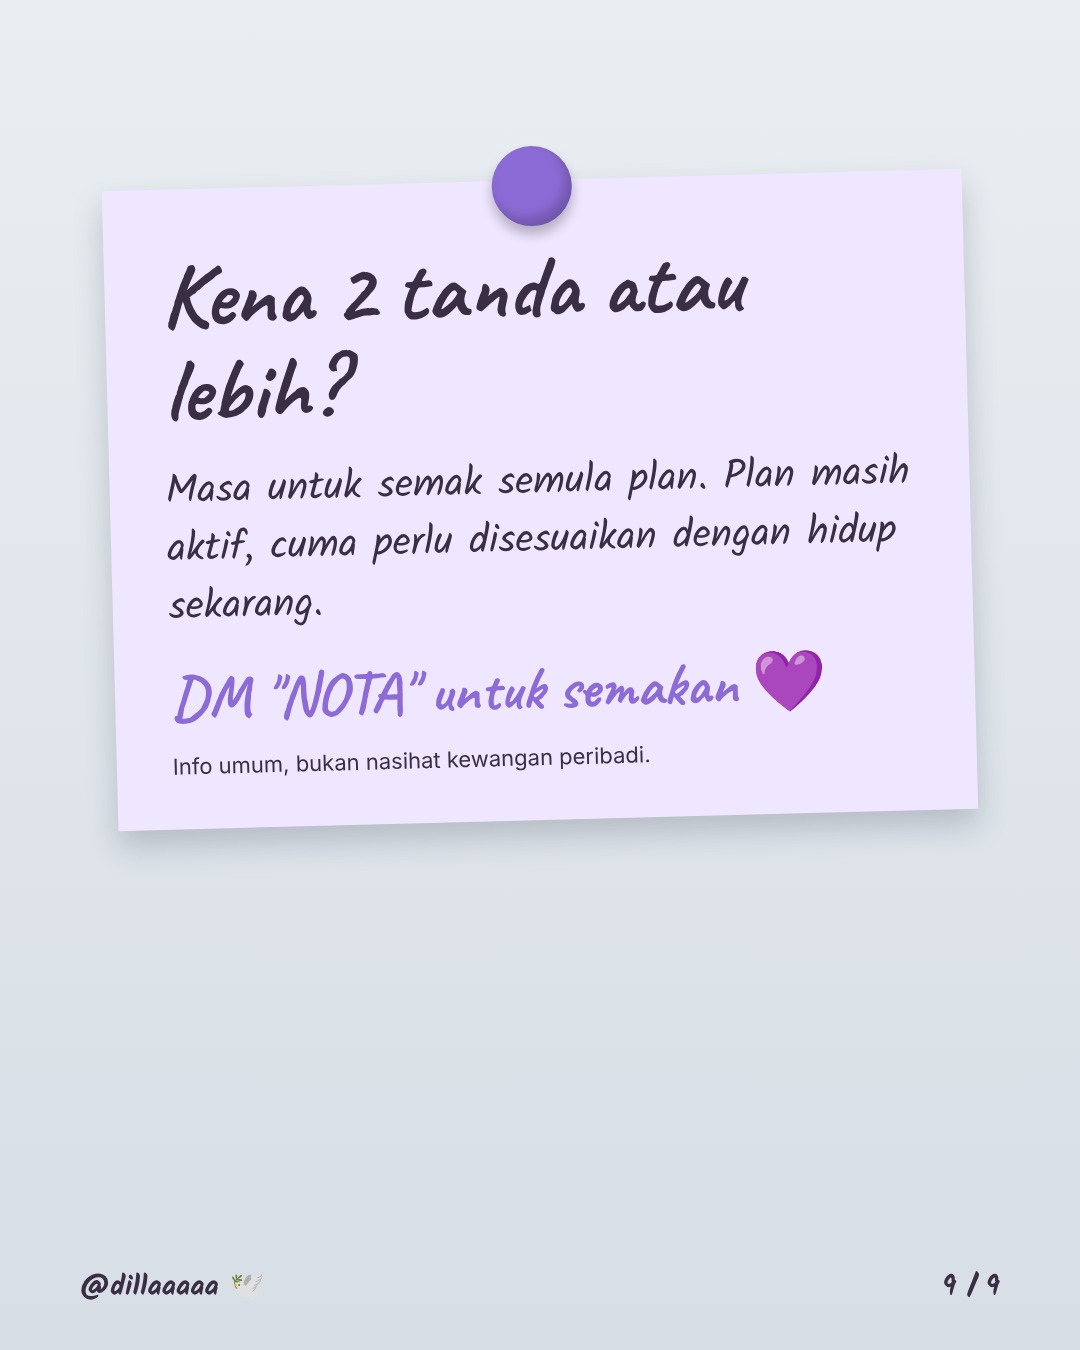 Kena 2 tanda atau
lebih?
Masa untuk semak semula plan. Plan masih
aktif, cuma perlu disesuaikan dengan hidup
sekarang.
DM "NOTA" untuk semakan 💜
Info umum, bukan nasihat kewangan peribadi.
@dillaaaaa 🕊️
9 / 9